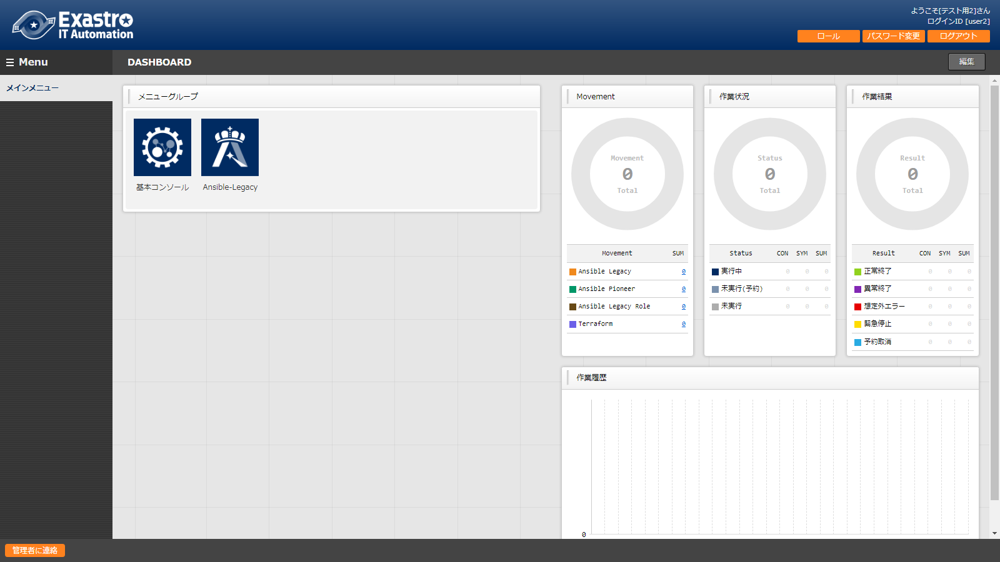 Exastro
IT Automation
ようこそ[テスト用2]さん
ログインID [user2]
ロール
パスワード変更
ログアウト
Menu
DASHBOARD
編集
メインメニュー
メニューグループ
基本コンソール
Ansible-Legacy
Movement
Movement
0
Total
Movement SUM
Ansible Legacy 0
Ansible Pioneer 0
Ansible Legacy Role 0
Terraform 0
作業状況
Status
0
Total
Status CON SYM SUM
実行中 0 0 0
未実行(予約) 0 0 0
未実行 0 0 0
作業結果
Result
0
Total
Result CON SYM SUM
正常終了 0 0 0
異常終了 0 0 0
想定外エラー 0 0 0
緊急停止 0 0 0
予約取消 0 0 0
作業履歴
0
管理者に連絡